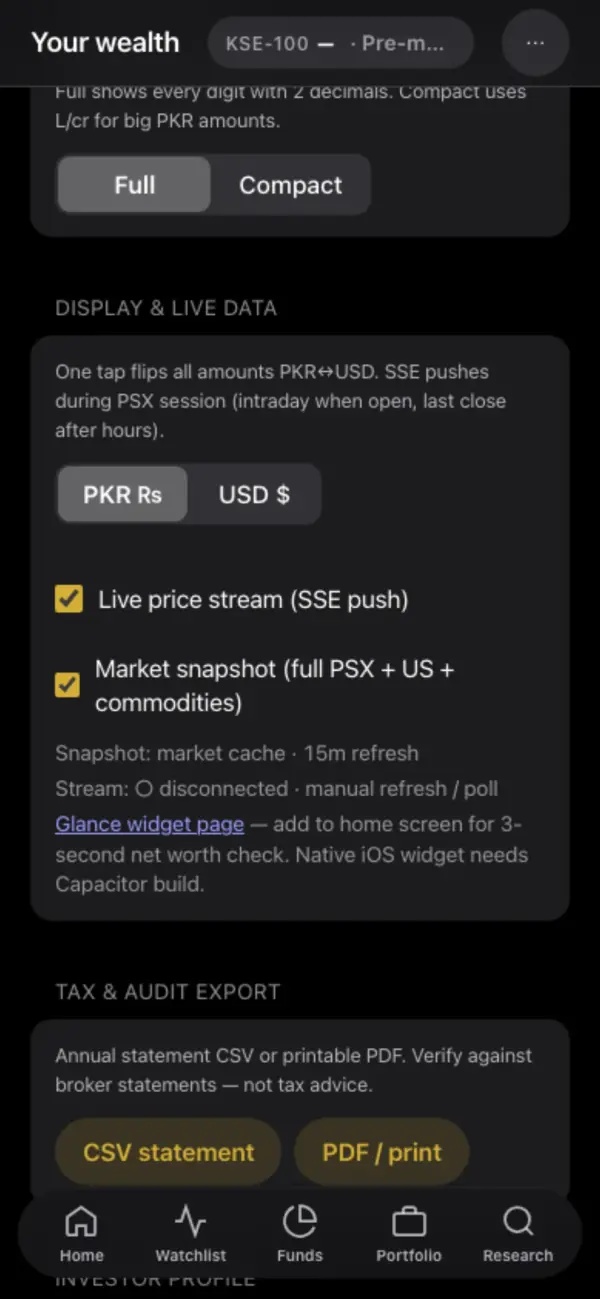 Your wealth
KSE-100 — · Pre-m...
...
Full shows every digit with 2 decimals. Compact uses
L/cr for big PKR amounts.
Full
Compact
DISPLAY & LIVE DATA
One tap flips all amounts PKR↔USD. SSE pushes
during PSX session (intraday when open, last close
after hours).
PKR ₨
USD $
Live price stream (SSE push)
Market snapshot (full PSX + US +
commodities)
Snapshot: market cache · 15m refresh
Stream: ○ disconnected · manual refresh / poll
Glance widget page — add to home screen for 3-
second net worth check. Native iOS widget needs
Capacitor build.
TAX & AUDIT EXPORT
Annual statement CSV or printable PDF. Verify against
broker statements — not tax advice.
CSV statement
PDF / print
Home
Watchlist
Funds
Portfolio
Research
INVESTOR PROFILE